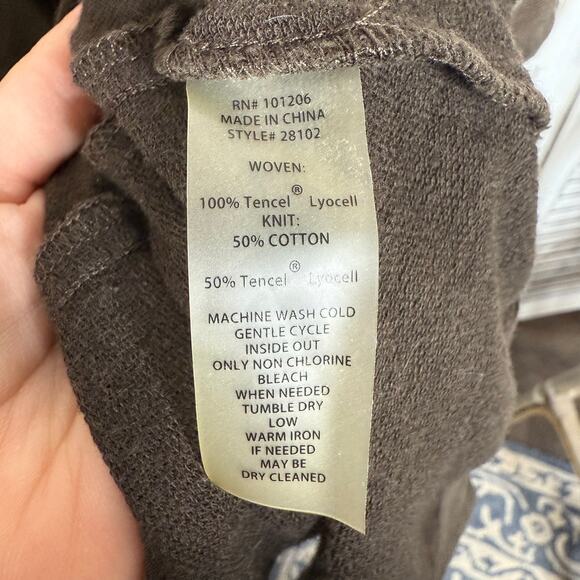 RN# 101206
MADE IN CHINA
STYLE# 28102
WOVEN:
100% Tencel® Lyocell
KNIT:
50% COTTON
50% Tencel® Lyocell
MACHINE WASH COLD
GENTLE CYCLE
INSIDE OUT
ONLY NON CHLORINE
BLEACH
WHEN NEEDED
TUMBLE DRY
LOW
WARM IRON
IF NEEDED
MAY BE
DRY CLEANED